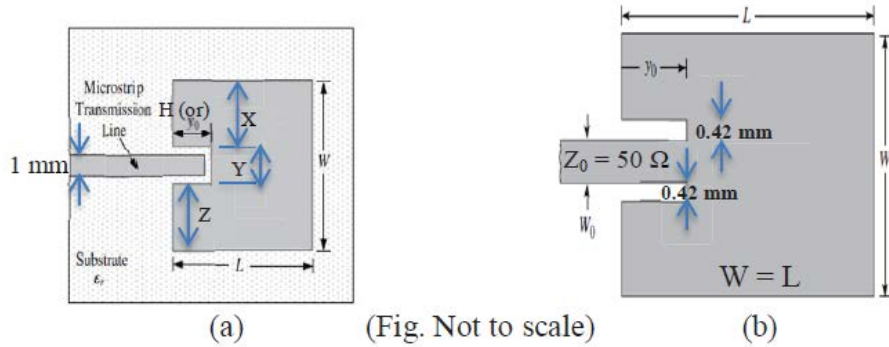 L
y₀
Microstrip
Transmission H (or)
Line y₀
X
W
1 mm
Y
Z
0.42 mm
Z₀ = 50 Ω
0.42 mm
W₀
W
Substrate
εᵣ
L
W = L
(a) (Fig. Not to scale) (b)